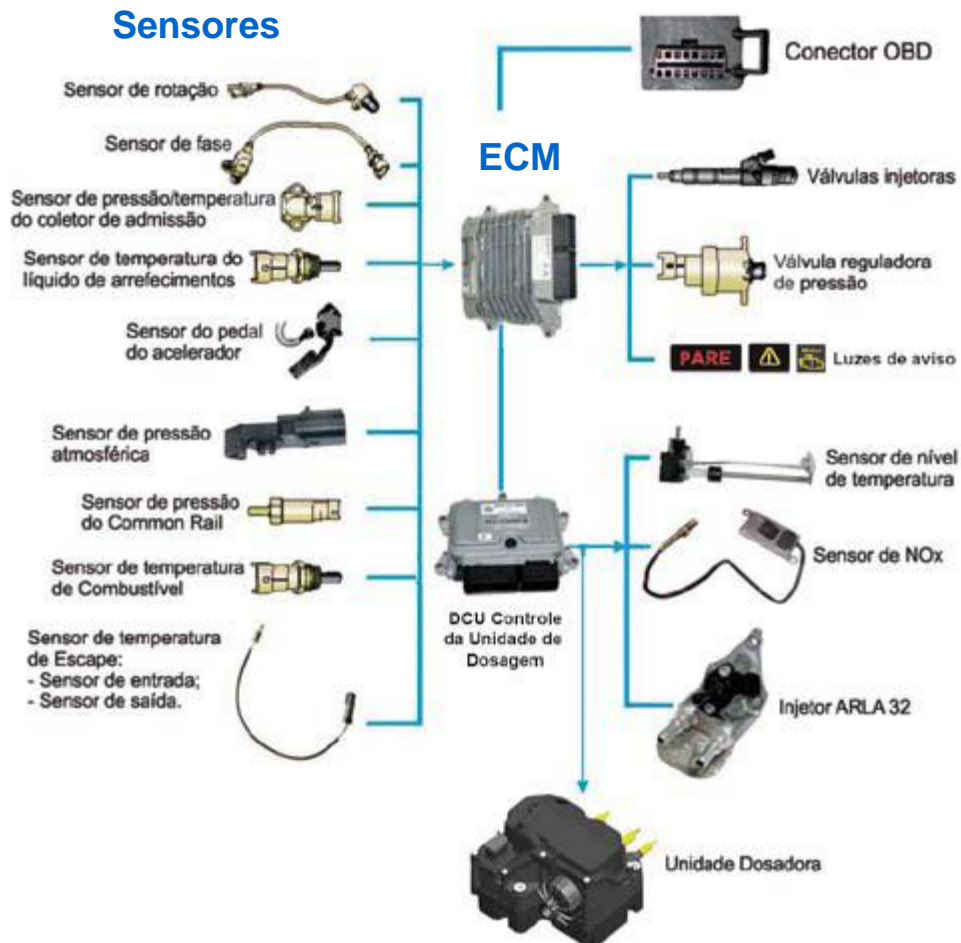 Sensores
Conector OBD
Sensor de rotação
Sensor de fase
ECM
Válvulas injetoras
Sensor de pressão/temperatura
do coletor de admissão
Sensor de temperatura do
líquido de arrefecimentos
Válvula reguladora
de pressão
Sensor do pedal
do acelerador
PARE
Luzes de aviso
Sensor de pressão
atmosférica
Sensor de nível
de temperatura
Sensor de pressão
do Common Rail
Sensor de NOx
Sensor de temperatura
de Combustível
DCU Controle
da Unidade de
Dosagem
Sensor de temperatura
de Escape:
- Sensor de entrada;
- Sensor de saída.
Injetor ARLA 32
Unidade Dosadora